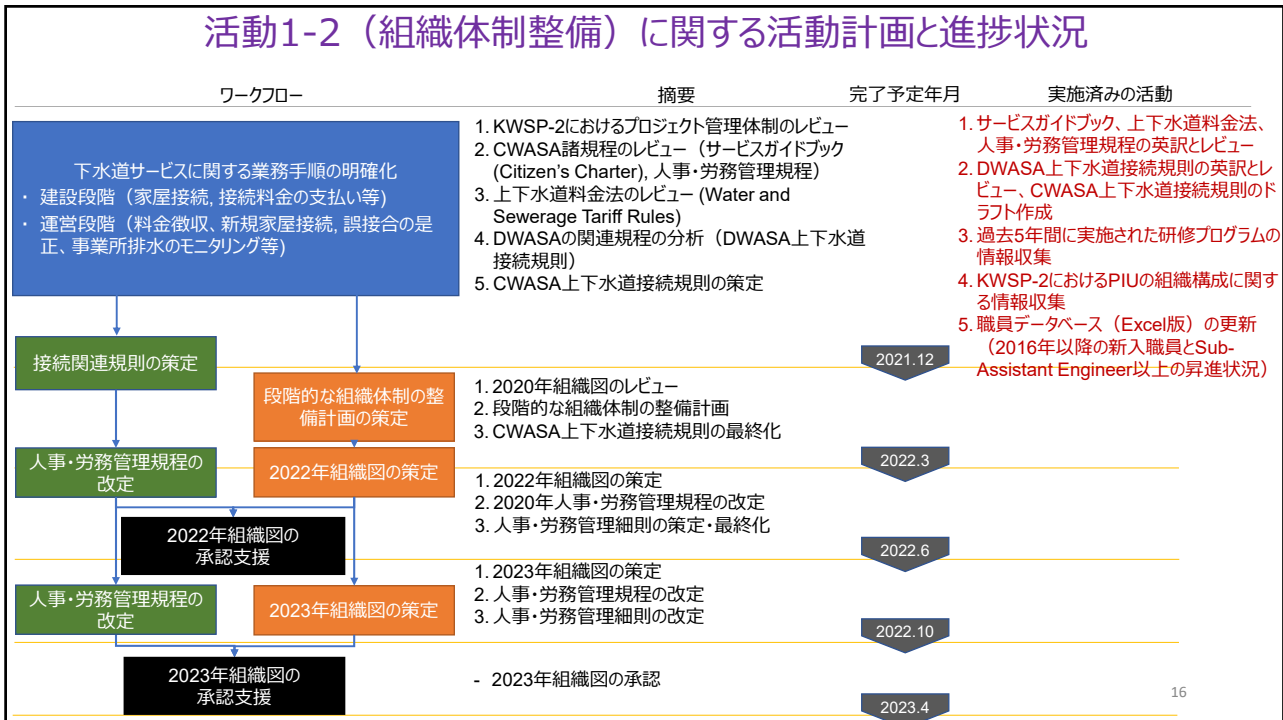 活動1-2（組織体制整備）に関する活動計画と進捗状況
ワークフロー
摘要
完了予定年月
実施済みの活動
下水道サービスに関する業務手順の明確化
・ 建設段階（家屋接続, 接続料金の支払い等)
・ 運営段階（料金徴収、新規家屋接続, 誤接合の是
正、事業所排水のモニタリング等)
1. KWSP-2におけるプロジェクト管理体制のレビュー
2. CWASA諸規程のレビュー（サービスガイドブック
(Citizen's Charter), 人事・労務管理規程）
3. 上下水道料金法のレビュー (Water and
Sewerage Tariff Rules)
4. DWASAの関連規程の分析（DWASA上下水道
接続規則）
5. CWASA上下水道接続規則の策定
1. サービスガイドブック、上下水道料金法、
人事・労務管理規程の英訳とレビュー
2. DWASA上下水道接続規則の英訳とレ
ビュー、CWASA上下水道接続規則のド
ラフト作成
3. 過去5年間に実施された研修プログラムの
情報収集
4. KWSP-2におけるPIUの組織構成に関す
る情報収集
5. 職員データベース（Excel版）の更新
（2016年以降の新入職員とSub-
Assistant Engineer以上の昇進状況）
接続関連規則の策定
2021.12
段階的な組織体制の整
備計画の策定
1. 2020年組織図のレビュー
2. 段階的な組織体制の整備計画
3. CWASA上下水道接続規則の最終化
人事・労務管理規程の
改定
2022年組織図の策定
2022.3
1. 2022年組織図の策定
2. 2020年人事・労務管理規程の改定
3. 人事・労務管理細則の策定・最終化
2022年組織図の
承認支援
2022.6
人事・労務管理規程の
改定
2023年組織図の策定
1. 2023年組織図の策定
2. 人事・労務管理規程の改定
3. 人事・労務管理細則の改定
2022.10
2023年組織図の
承認支援
- 2023年組織図の承認
2023.4
16